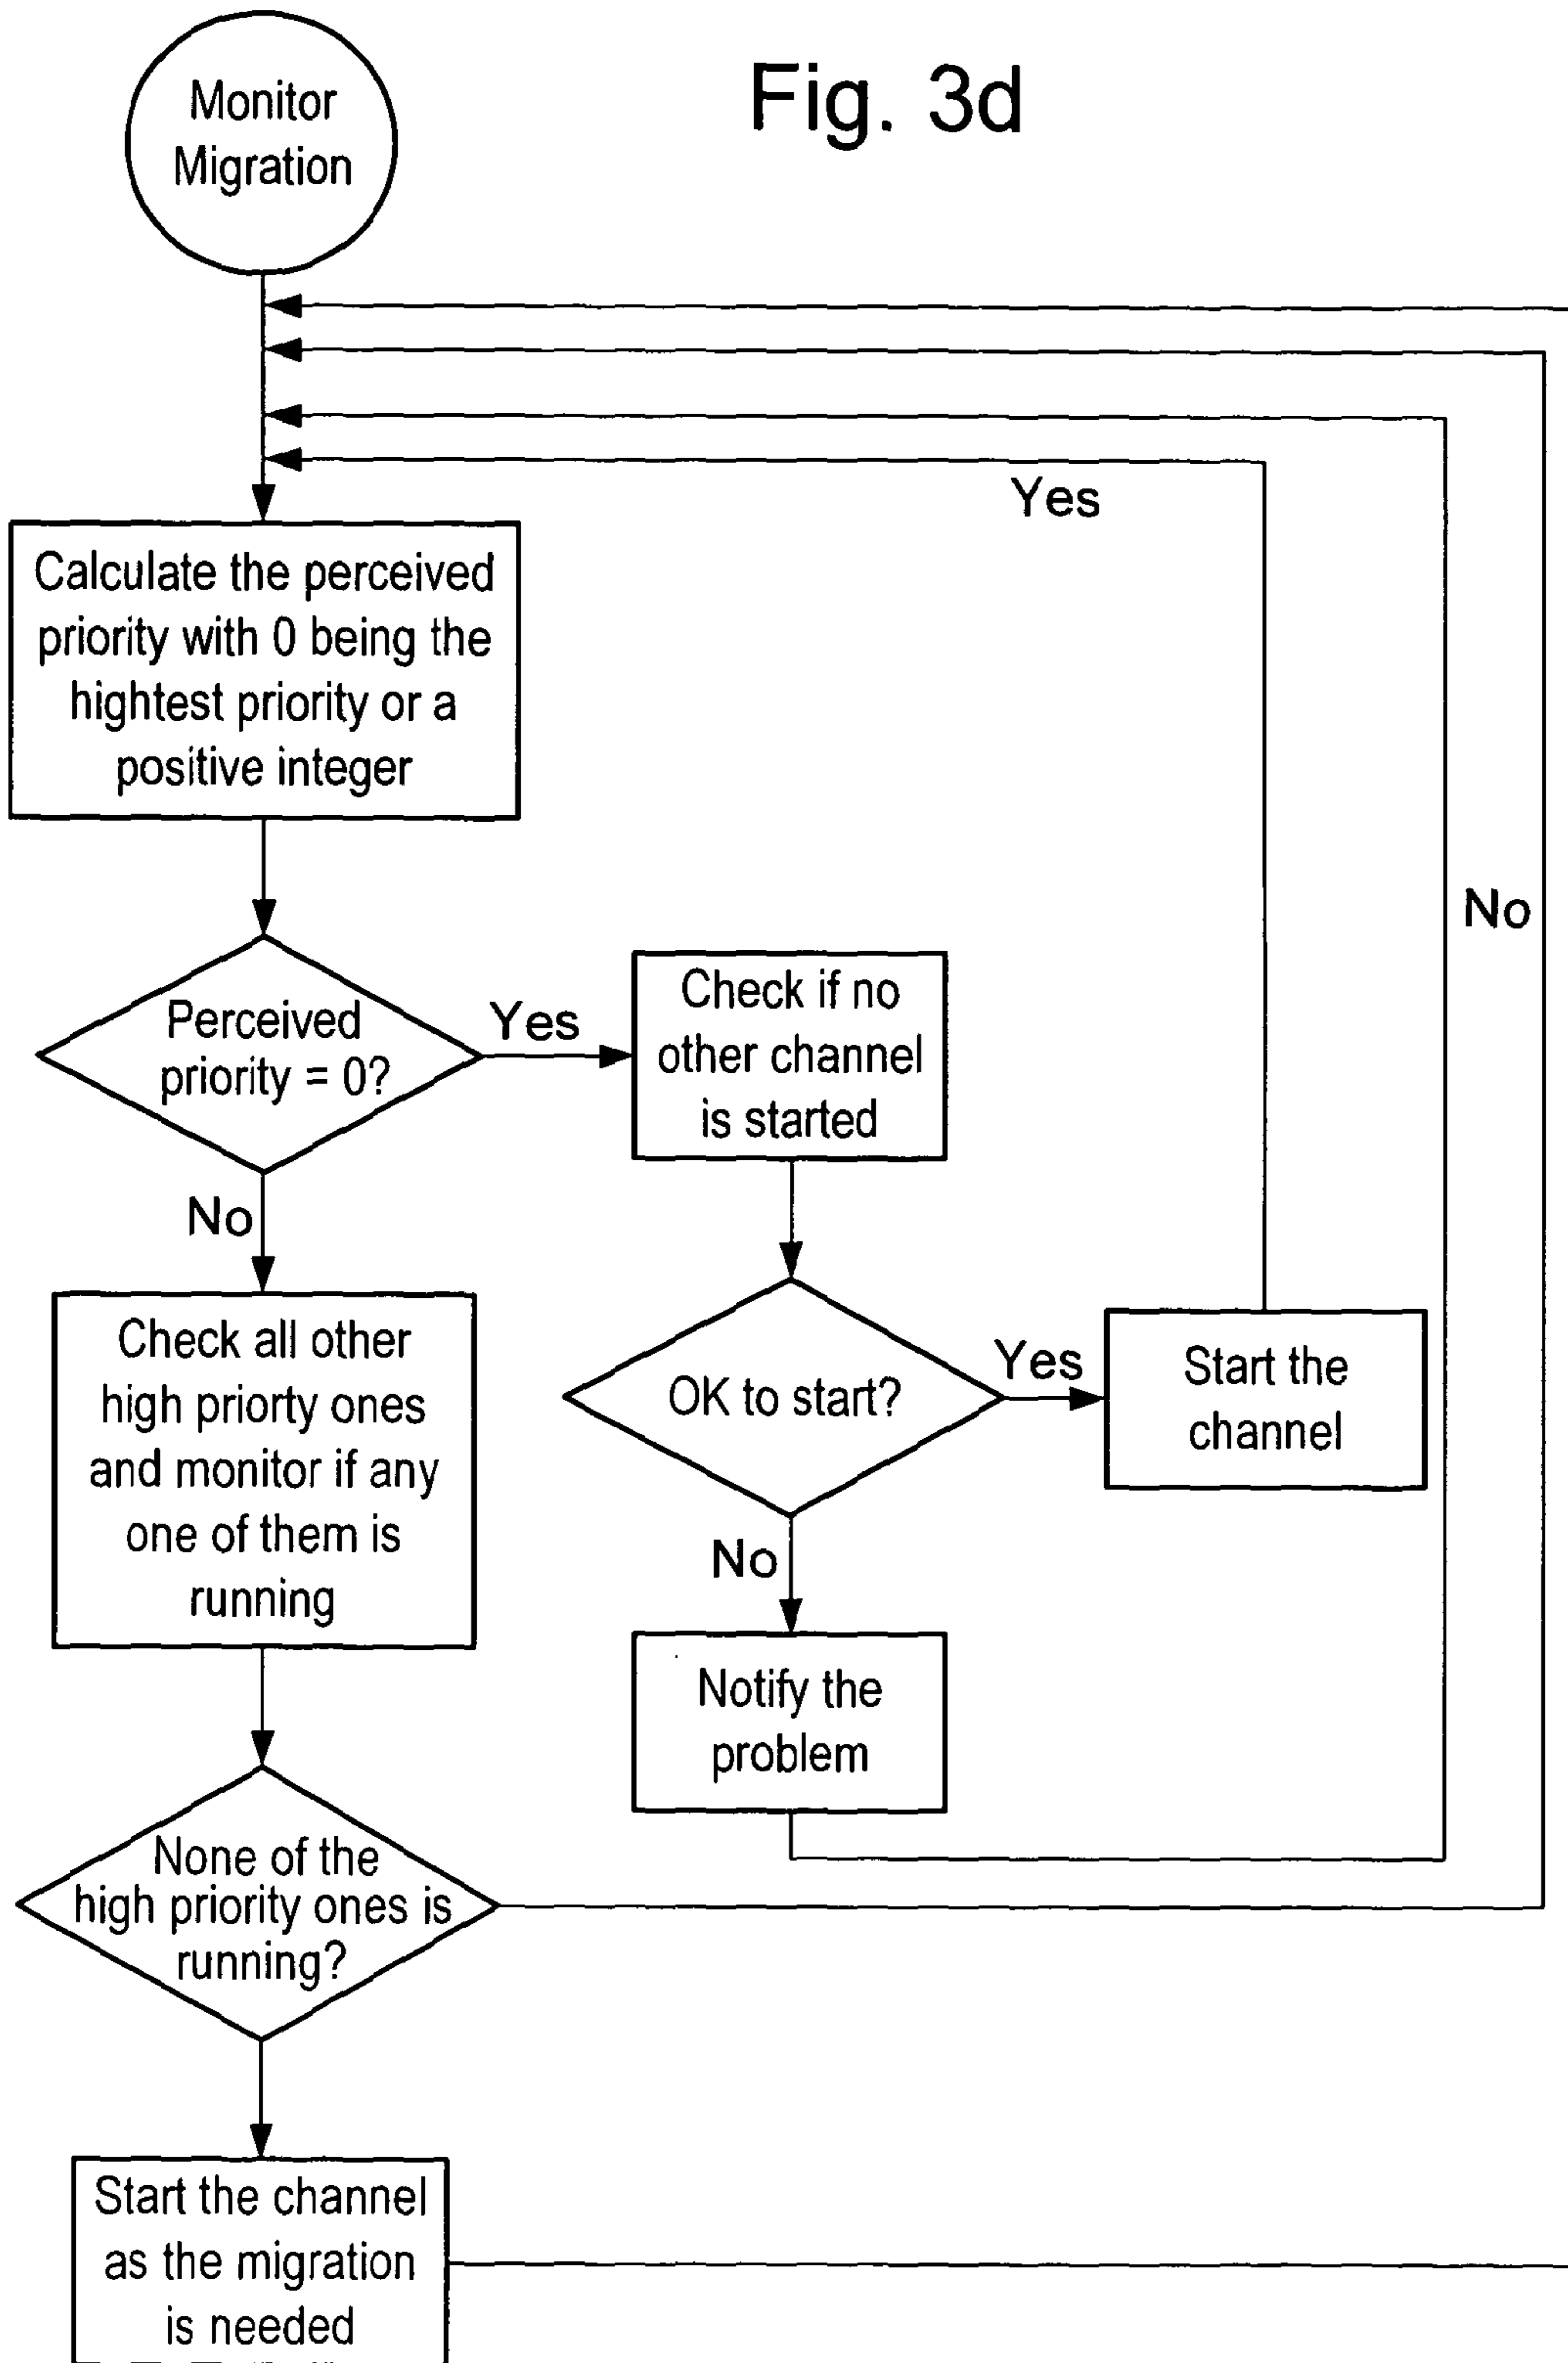 Fig. 3d
Monitor
Migration
Yes
Calculate the perceived
priority with 0 being the
hightest priority or a
positive integer
No
Perceived
priority = 0?
Yes
Check if no
other channel
is started
No
Check all other
high priorty ones
and monitor if any
one of them is
running
OK to start?
Yes
Start the
channel
No
Notify the
problem
None of the
high priority ones is
running?
Start the channel
as the migration
is needed